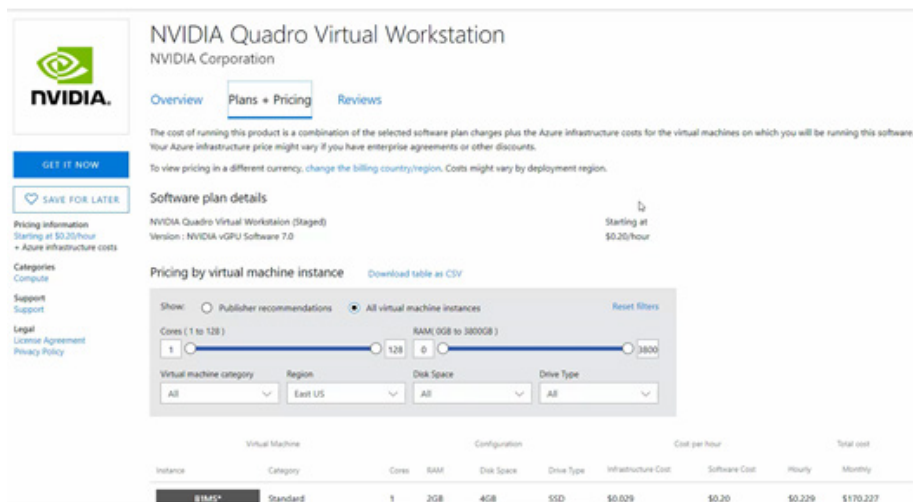 NVIDIA Quadro Virtual Workstation
NVIDIA Corporation
NVIDIA.
Overview Plans + Pricing Reviews
The cost of running this product is a combination of the selected software plan charges plus the Azure infrastructure costs for the virtual machines on which you will be running this software
Your Azure infrastructure price might vary if you have enterprise agreements or other discounts.
GET IT NOW
To view pricing in a different currency, change the billing country/region. Costs might vary by deployment region.
SAVE FOR LATER
Software plan details
Pricing information
Starting at $0.20/hour
+ Azure infrastructure costs
NVIDIA Quadro Virtual Workstaion (Staged) Starting at
Version : NVIDIA vGPU Software 7.0 $0.20/hour
Categories
Compute
Support
Support
Legal
License Agreement
Privacy Policy
Pricing by virtual machine instance Download table as CSV
Show: Publisher recommendations All virtual machine instances Reset filters
Cores ( 1 to 128 ) RAM( 0GB to 3800GB )
1 128 0 3800
Virtual machine category Region Disk Space Drive Type
All East US All All
Virtual Machine Configuration Cost per hour Total cost
Instance Category Cores RAM Disk Space Drive Type Infrastructure Cost Software Cost Hourly Monthly
B1MS* Standard 1 2GB 4GB SSD $0.029 $0.20 $0.229 $170.227